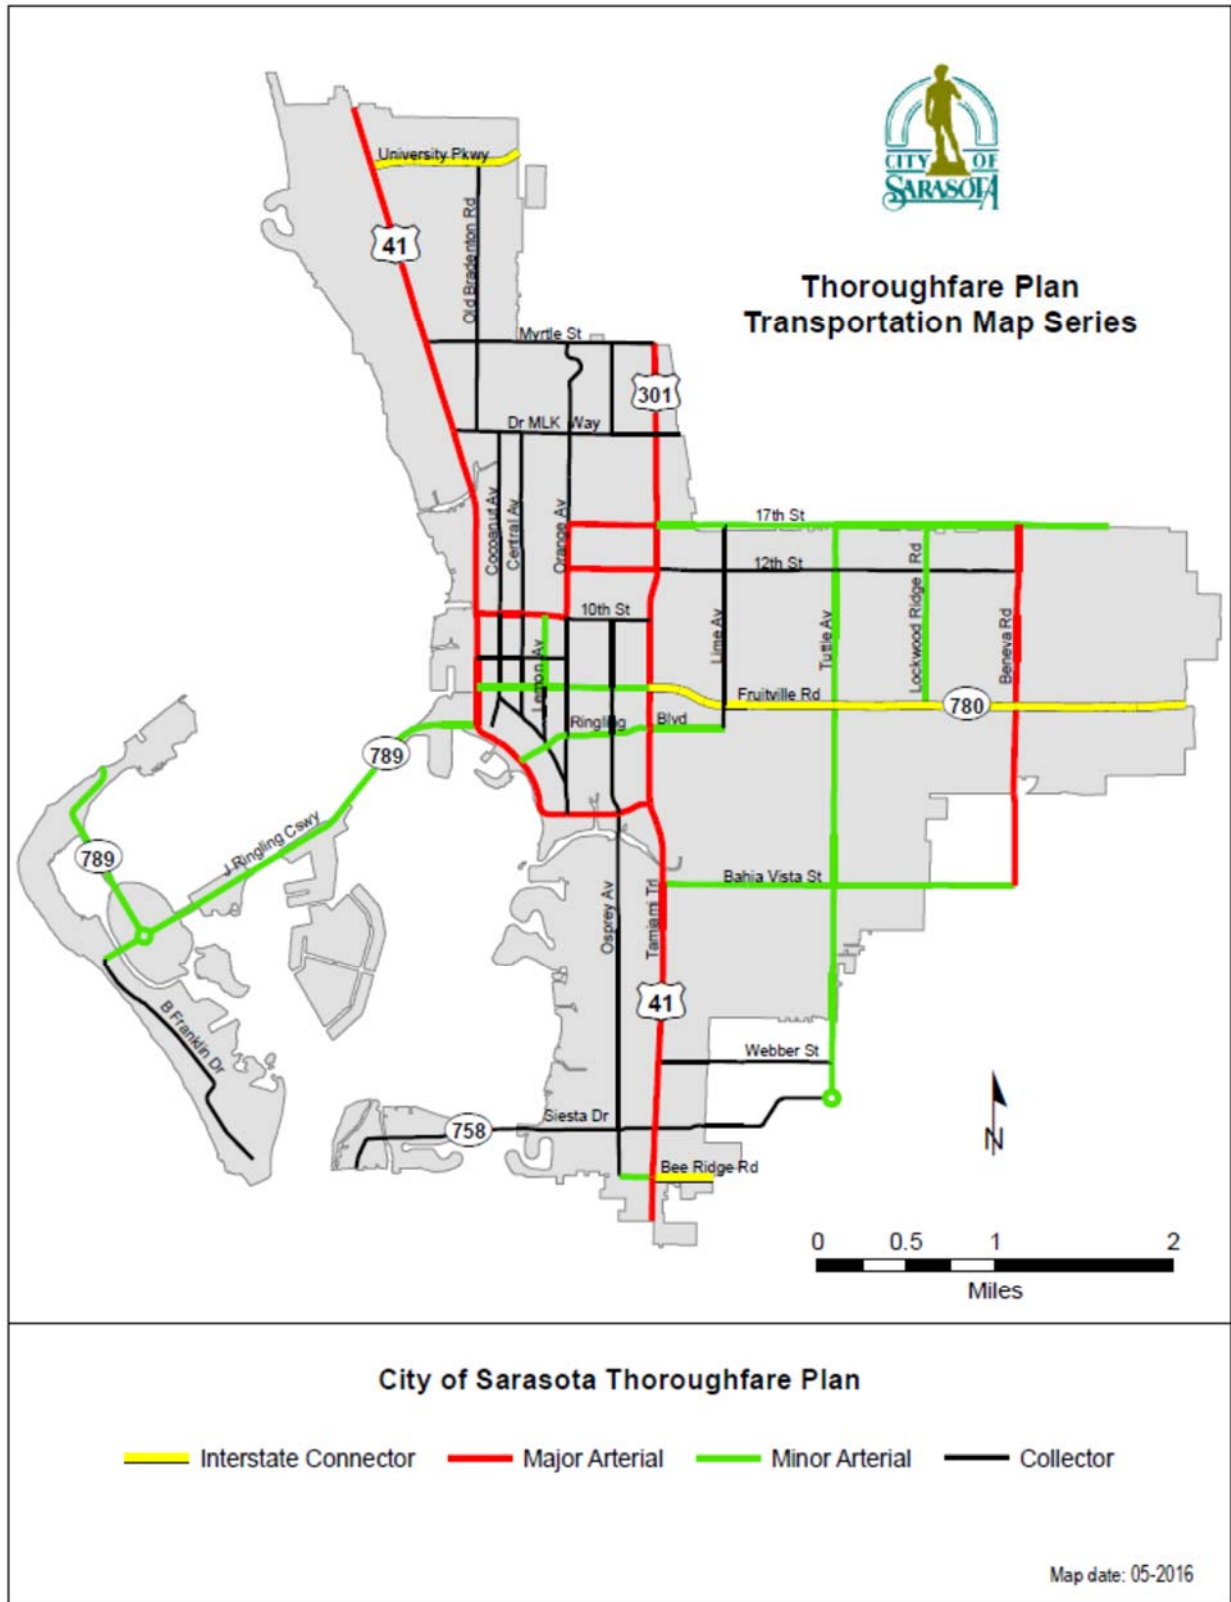 CITY OF
SARASOTA
Thoroughfare Plan
Transportation Map Series
University Pkwy
41
Old Bradenton Rd
Myrtle St
301
Dr MLK Way
Cocoanut Av
Central Av
Orange Av
17th St
12th St
10th St
Lemon Av
Lime Av
Tuttle Av
Lockwood Ridge Rd
Beneva Rd
Fruitville Rd
780
Ringling Blvd
789
789
J Ringling Cswy
Bahia Vista St
Osprey Av
Tamiami Trl
41
B Franklin Dr
Webber St
Siesta Dr
758
Bee Ridge Rd
N
0 0.5 1 2
Miles
City of Sarasota Thoroughfare Plan
Interstate Connector Major Arterial Minor Arterial Collector
Map date: 05-2016